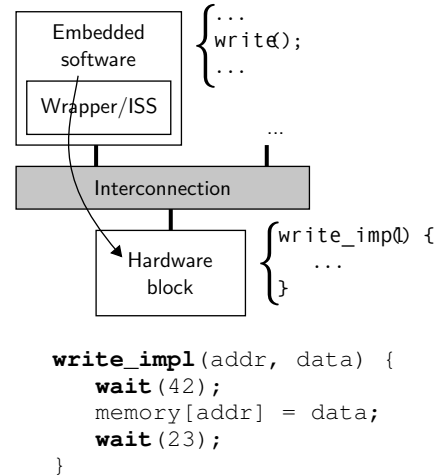 Embedded
software
Wrapper/ISS
...
write();
...
...
Interconnection
Hardware
block
write_impl() {
...
}
write_impl(addr, data) {
wait(42);
memory[addr] = data;
wait(23);
}